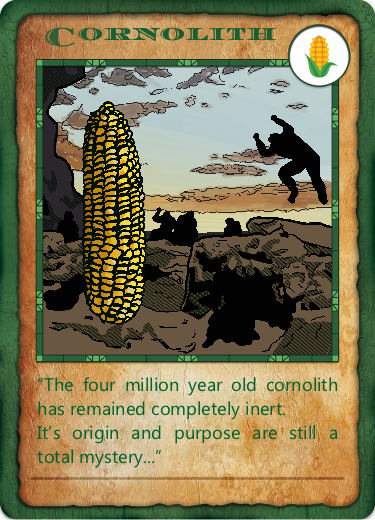 CORNOLITH
"The four million year old cornolith
has remained completely inert.
It's origin and purpose are still a
total mystery..."